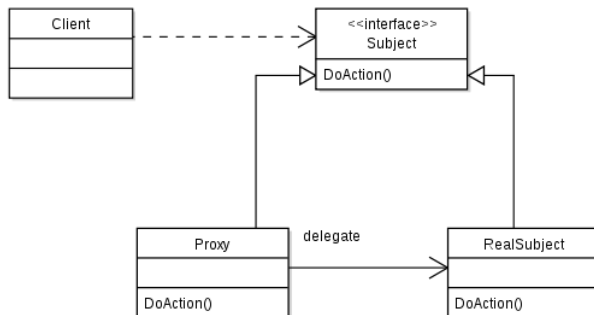 Client
<<interface>>
Subject
DoAction()
Proxy
delegate
RealSubject
DoAction()
DoAction()